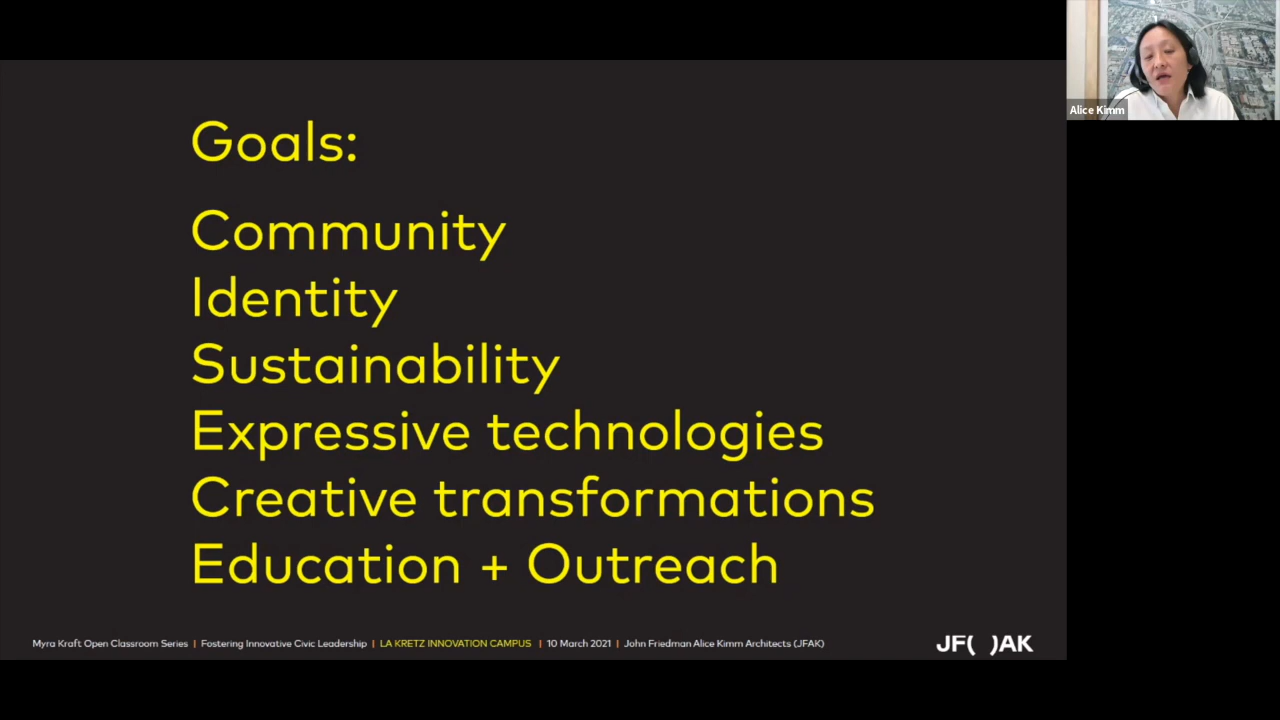 Goals:
Community
Identity
Sustainability
Expressive technologies
Creative transformations
Education + Outreach
Myra Kraft Open Classroom Series | Fostering Innovative Civic Leadership | LA KRETZ INNOVATION CAMPUS | 10 March 2021 | John Friedman Alice Kimm Architects (JFAK)
JF( )AK
Alice Kimm